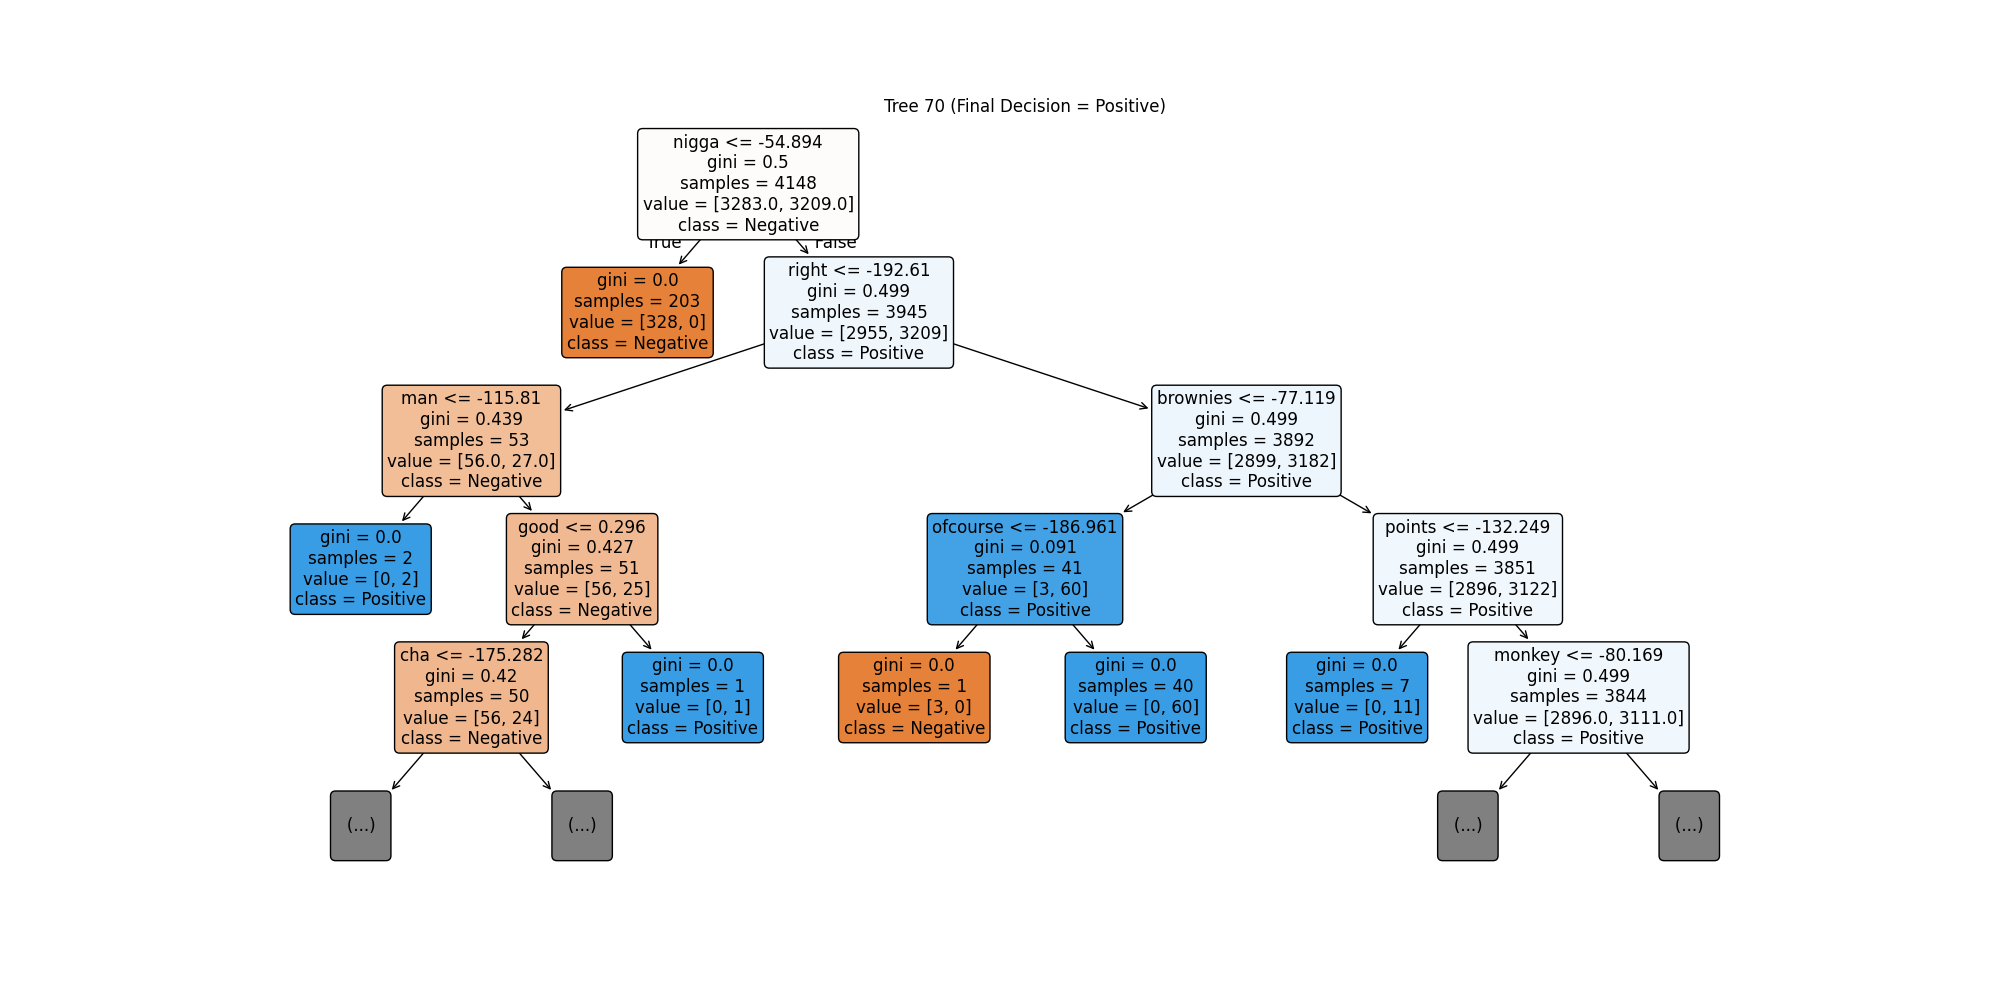 Tree 70 (Final Decision = Positive)
nigga <= -54.894
gini = 0.5
samples = 4148
value = [3283.0, 3209.0]
class = Negative
True
False
gini = 0.0
samples = 203
value = [328, 0]
class = Negative
right <= -192.61
gini = 0.499
samples = 3945
value = [2955, 3209]
class = Positive
man <= -115.81
gini = 0.439
samples = 53
value = [56.0, 27.0]
class = Negative
brownies <= -77.119
gini = 0.499
samples = 3892
value = [2899, 3182]
class = Positive
gini = 0.0
samples = 2
value = [0, 2]
class = Positive
good <= 0.296
gini = 0.427
samples = 51
value = [56, 25]
class = Negative
ofcourse <= -186.961
gini = 0.091
samples = 41
value = [3, 60]
class = Positive
points <= -132.249
gini = 0.499
samples = 3851
value = [2896, 3122]
class = Positive
cha <= -175.282
gini = 0.42
samples = 50
value = [56, 24]
class = Negative
gini = 0.0
samples = 1
value = [0, 1]
class = Positive
gini = 0.0
samples = 1
value = [3, 0]
class = Negative
gini = 0.0
samples = 40
value = [0, 60]
class = Positive
gini = 0.0
samples = 7
value = [0, 11]
class = Positive
monkey <= -80.169
gini = 0.499
samples = 3844
value = [2896.0, 3111.0]
class = Positive
(...)
(...)
(...)
(...)